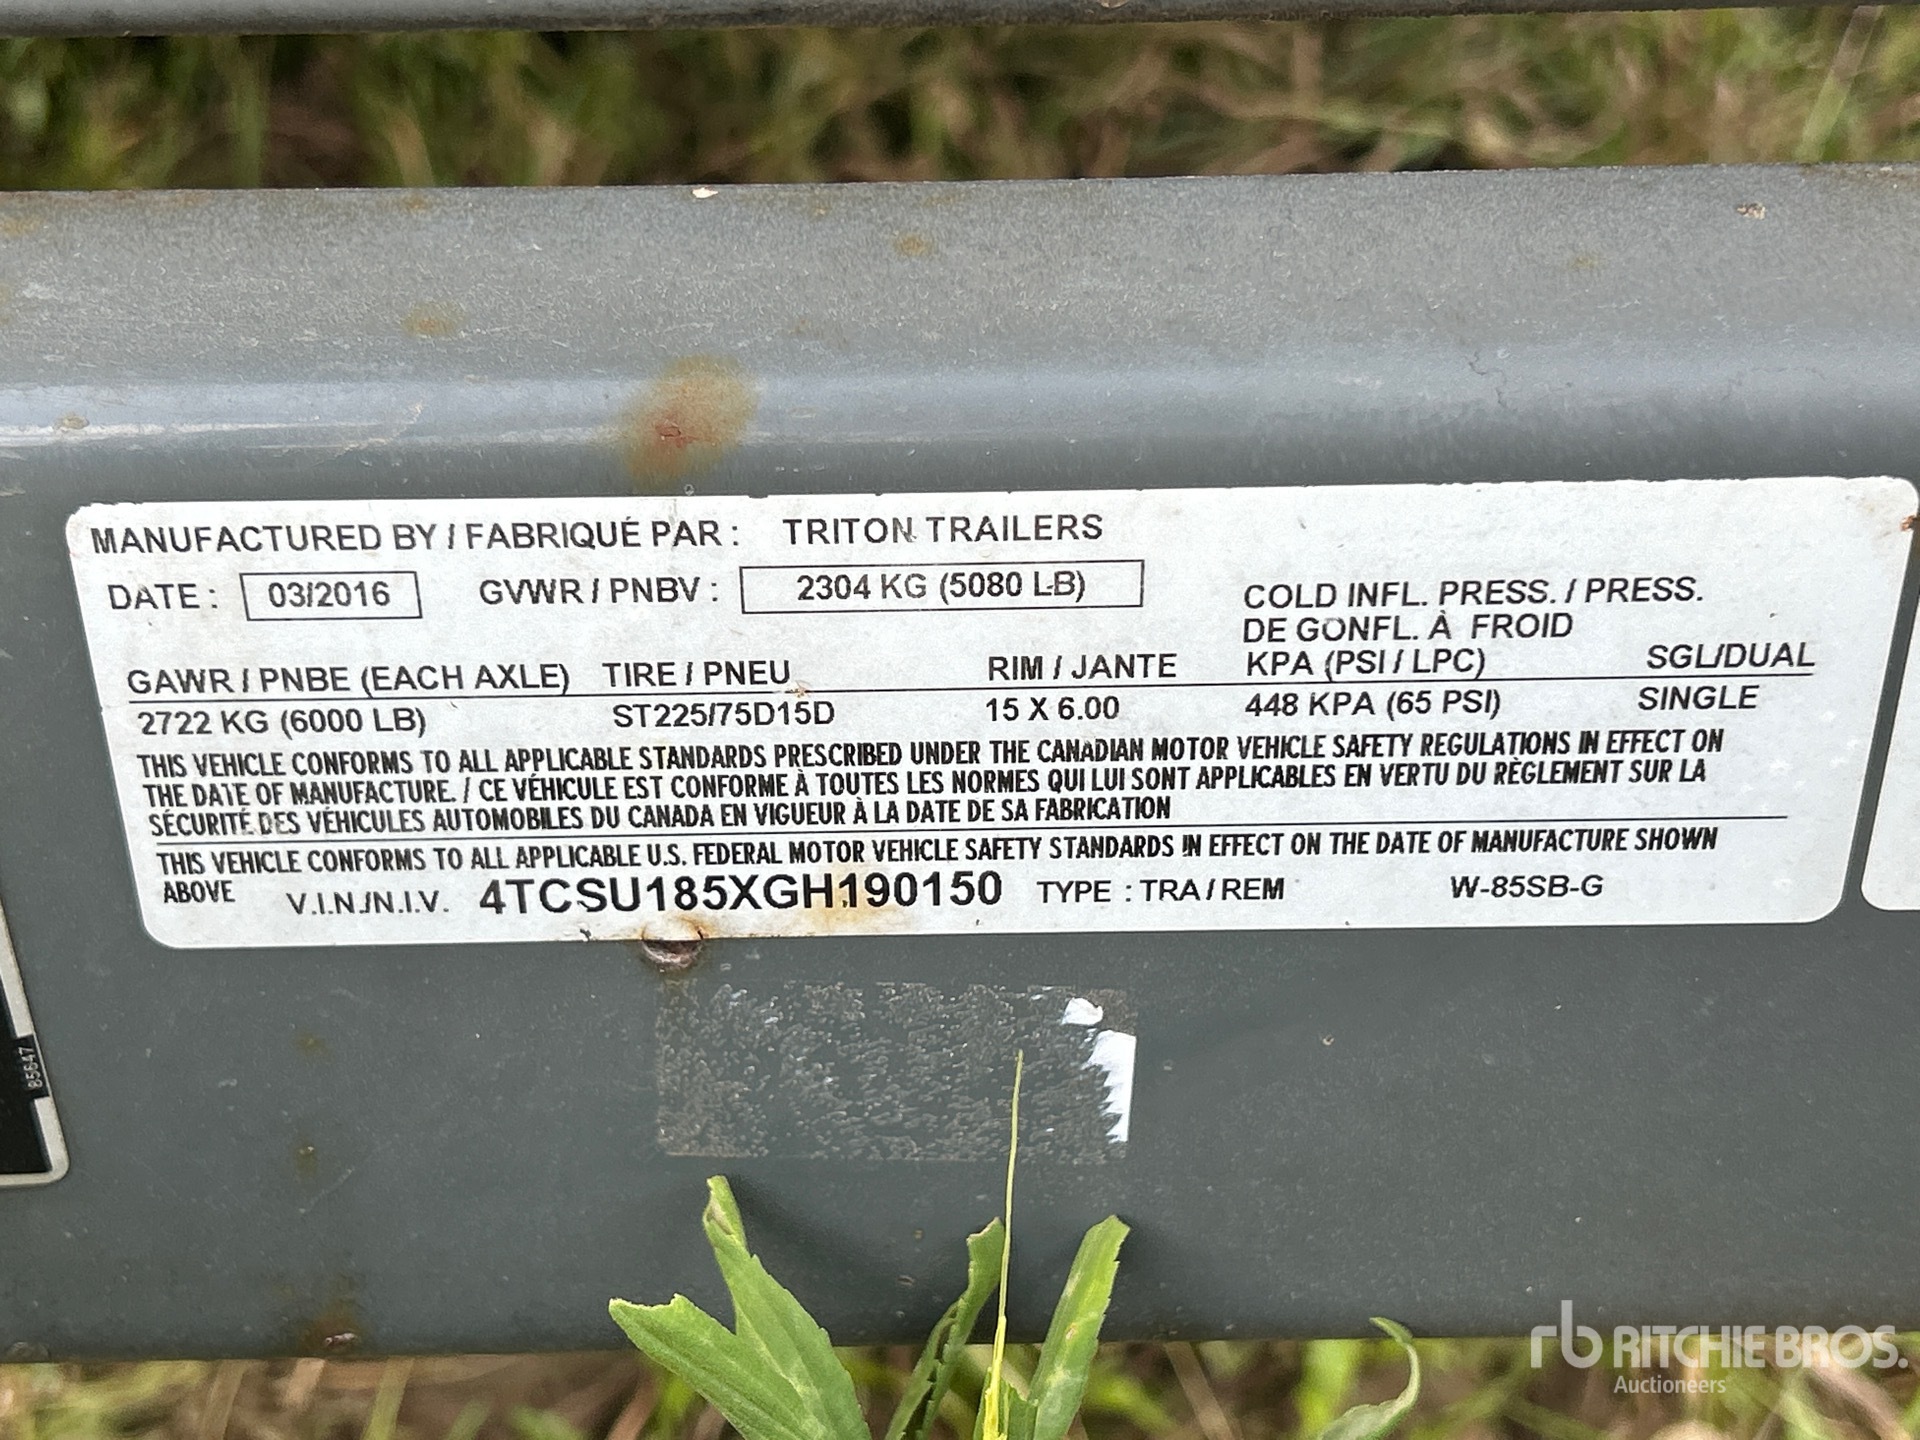 MANUFACTURED BY / FABRIQUÉ PAR : TRITON TRAILERS
DATE : 03/2016 GVWR / PNBV : 2304 KG (5080 LB)
COLD INFL. PRESS. / PRESS.
DE GONFL. À FROID
GAWR / PNBE (EACH AXLE) TIRE / PNEU RIM / JANTE KPA (PSI / LPC) SGL/DUAL
2722 KG (6000 LB) ST225/75D15D 15 X 6.00 448 KPA (65 PSI) SINGLE
THIS VEHICLE CONFORMS TO ALL APPLICABLE STANDARDS PRESCRIBED UNDER THE CANADIAN MOTOR VEHICLE SAFETY REGULATIONS IN EFFECT ON
THE DATE OF MANUFACTURE. / CE VÉHICULE EST CONFORME À TOUTES LES NORMES QUI LUI SONT APPLICABLES EN VERTU DU RÈGLEMENT SUR LA
SÉCURITÉ DES VÉHICULES AUTOMOBILES DU CANADA EN VIGUEUR À LA DATE DE SA FABRICATION
THIS VEHICLE CONFORMS TO ALL APPLICABLE U.S. FEDERAL MOTOR VEHICLE SAFETY STANDARDS IN EFFECT ON THE DATE OF MANUFACTURE SHOWN
ABOVE V.I.N./N.I.V. 4TCSU185XGH190150 TYPE : TRA / REM W-85SB-G
85647
rb RITCHIE BROS.
Auctioneers